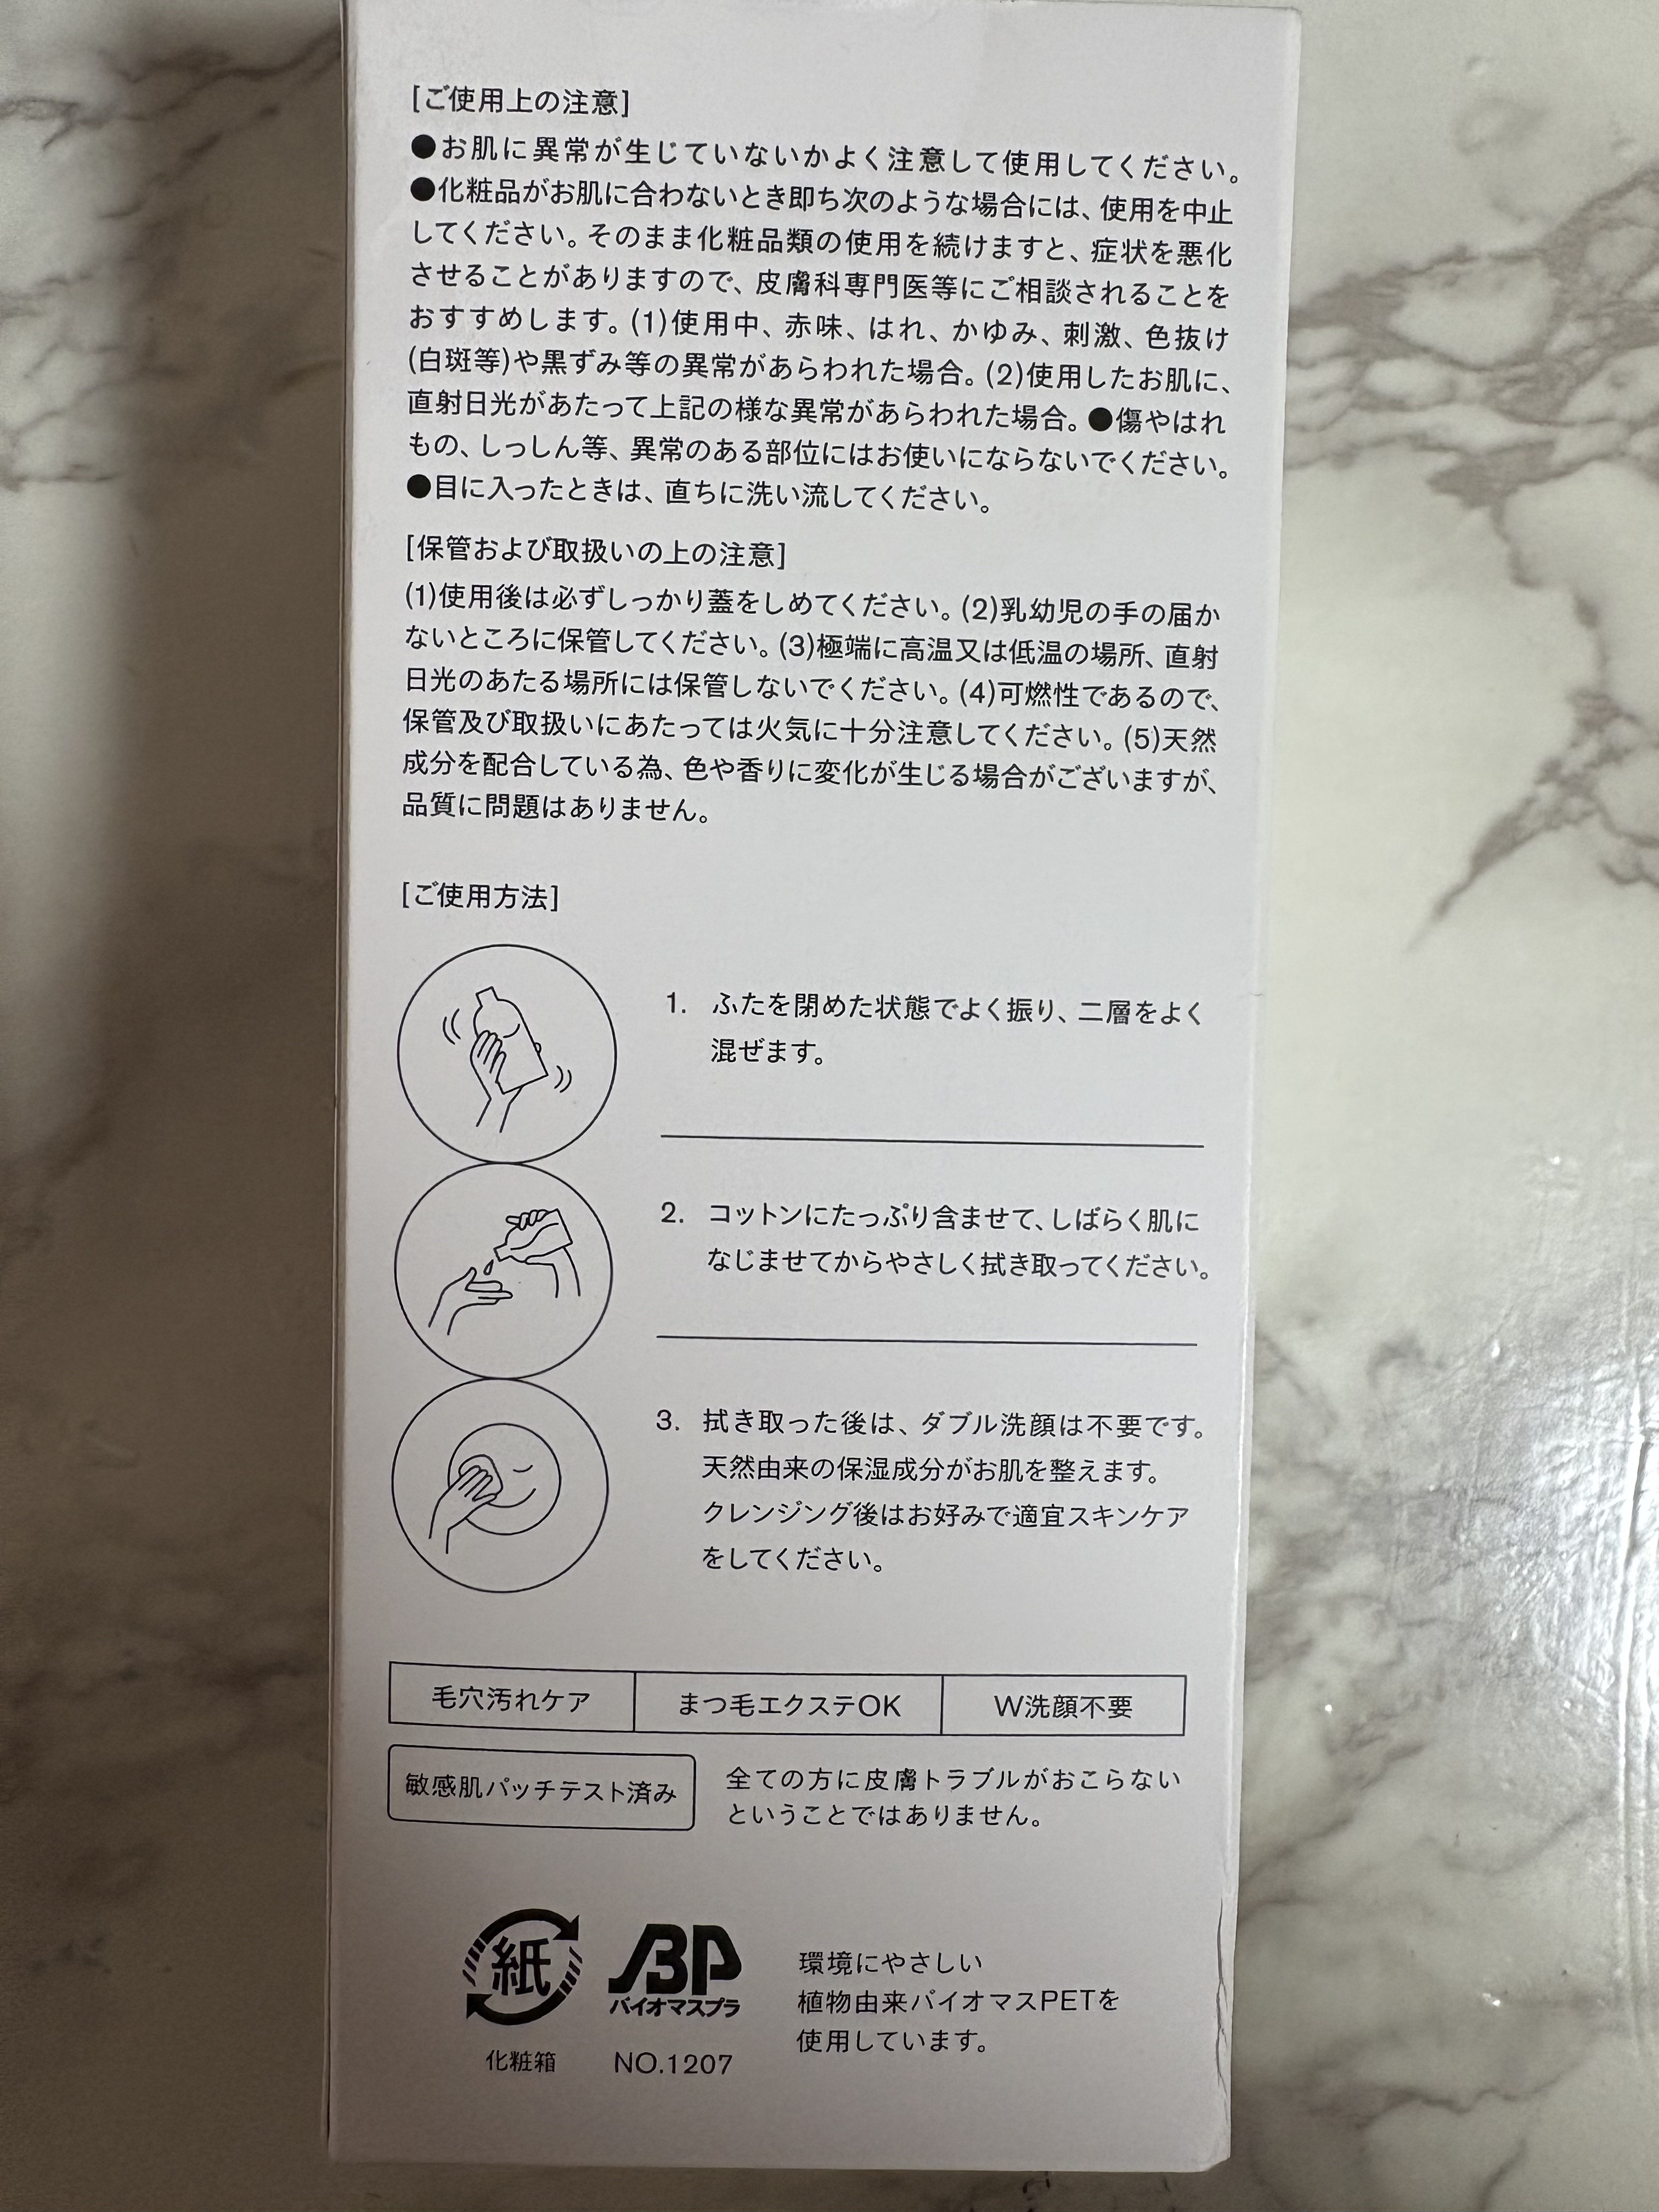 [ご使用上の注意]
●お肌に異常が生じていないかよく注意して使用してください。
●化粧品がお肌に合わないとき即ち次のような場合には、使用を中止
してください。そのまま化粧品類の使用を続けますと、症状を悪化
させることがありますので、皮膚科専門医等にご相談されることを
おすすめします。(1)使用中、赤味、はれ、かゆみ、刺激、色抜け
(白斑等)や黒ずみ等の異常があらわれた場合。(2)使用したお肌に、
直射日光があたって上記の様な異常があらわれた場合。●傷やはれ
もの、しっしん等、異常のある部位にはお使いにならないでください。
●目に入ったときは、直ちに洗い流してください。
[保管および取扱いの上の注意]
(1)使用後は必ずしっかり蓋をしめてください。(2)乳幼児の手の届か
ないところに保管してください。(3)極端に高温又は低温の場所、直射
日光のあたる場所には保管しないでください。(4)可燃性であるので、
保管及び取扱いにあたっては火気に十分注意してください。(5)天然
成分を配合している為、色や香りに変化が生じる場合がございますが、
品質に問題はありません。
[ご使用方法]
1. ふたを閉めた状態でよく振り、二層をよく
混ぜます。
2. コットンにたっぷり含ませて、しばらく肌に
なじませてからやさしく拭き取ってください。
3. 拭き取った後は、ダブル洗顔は不要です。
天然由来の保湿成分がお肌を整えます。
クレンジング後はお好みで適宜スキンケア
をしてください。
毛穴汚れケア まつ毛エクステOK W洗顔不要
敏感肌パッチテスト済み
全ての方に皮膚トラブルがおこらない
ということではありません。
紙
化粧箱
BP
バイオマスプラ
NO.1207
環境にやさしい
植物由来バイオマスPETを
使用しています。